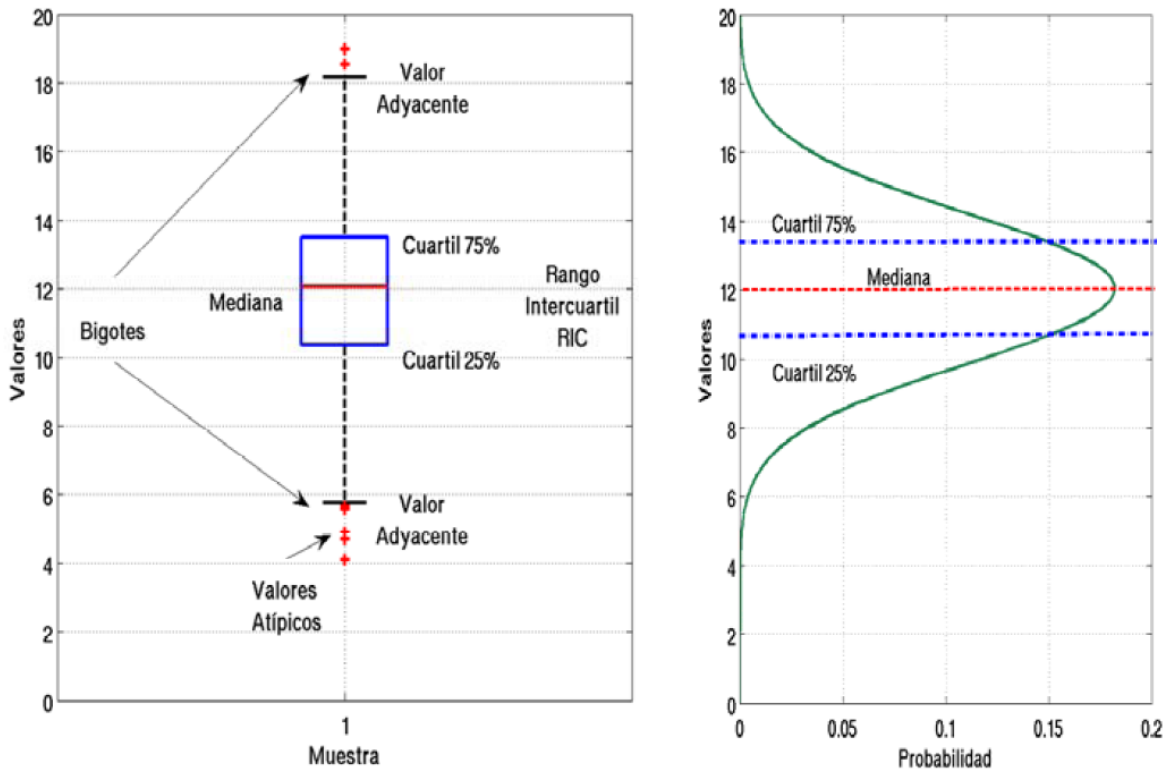 20
18
16
14
12
10
8
6
4
2
0
Valores
Valor
Adyacente
Cuartil 75%
Mediana
Rango
Intercuartil
RIC
Bigotes
Cuartil 25%
Valor
Adyacente
Valores
Atípicos
1
Muestra
20
18
16
14
12
10
8
6
4
2
0
Valores
Cuartil 75%
Mediana
Cuartil 25%
0
0.05
0.1
0.15
0.2
Probabilidad